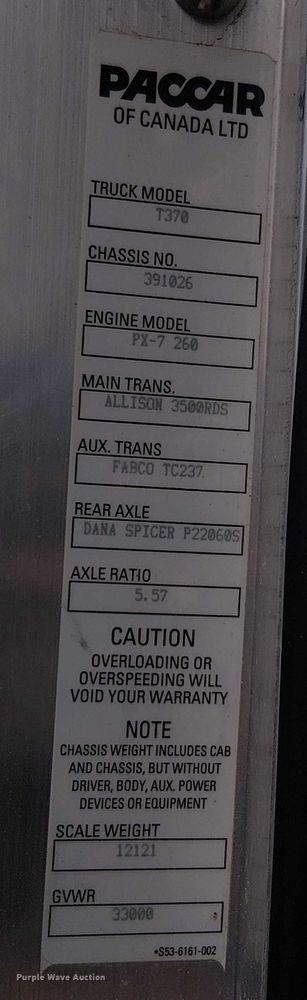 PACCAR
OF CANADA LTD
TRUCK MODEL
T370
CHASSIS NO.
391026
ENGINE MODEL
PX-7 260
MAIN TRANS.
ALLISON 3500RDS
AUX. TRANS
FABCO TC237
REAR AXLE
DANA SPICER P22060S
AXLE RATIO
5.57
CAUTION
OVERLOADING OR
OVERSPEEDING WILL
VOID YOUR WARRANTY
NOTE
CHASSIS WEIGHT INCLUDES CAB
AND CHASSIS, BUT WITHOUT
DRIVER, BODY, AUX. POWER
DEVICES OR EQUIPMENT
SCALE WEIGHT
12121
GVWR
33000
•S53-6161-002
Purple Wave Auction